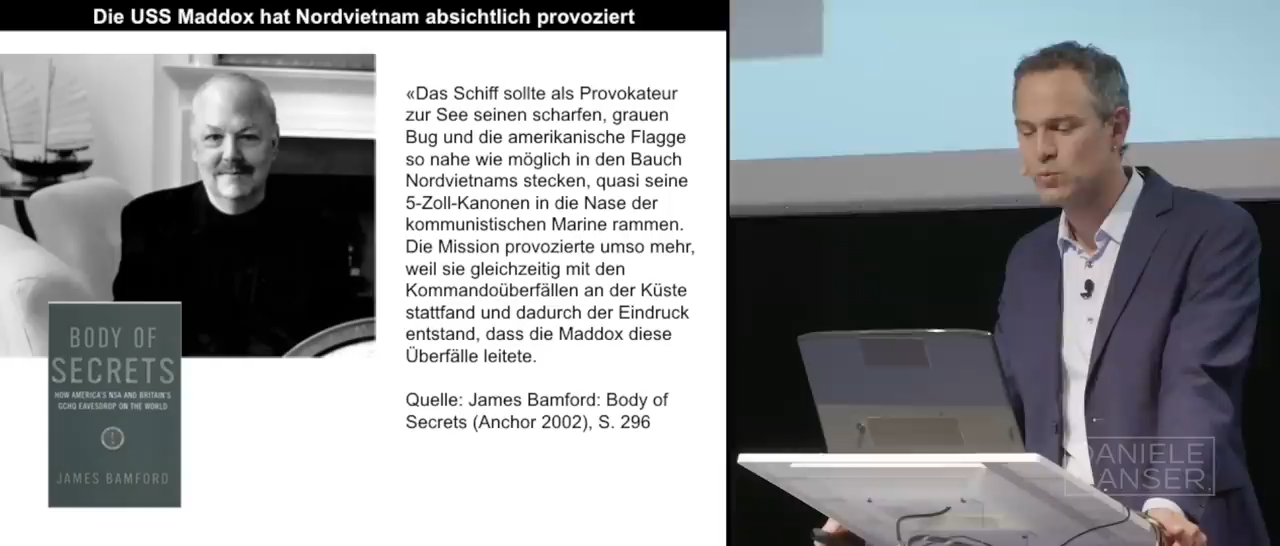 Die USS Maddox hat Nordvietnam absichtlich provoziert
«Das Schiff sollte als Provokateur
zur See seinen scharfen, grauen
Bug und die amerikanische Flagge
so nahe wie möglich in den Bauch
Nordvietnams stecken, quasi seine
5-Zoll-Kanonen in die Nase der
kommunistischen Marine rammen.
Die Mission provozierte umso mehr,
weil sie gleichzeitig mit den
Kommandoüberfällen an der Küste
stattfand und dadurch der Eindruck
entstand, dass die Maddox diese
Überfälle leitete.
Quelle: James Bamford: Body of
Secrets (Anchor 2002), S. 296
BODY OF
SECRETS
HOW AMERICA'S NSA AND BRITAIN'S
GCHQ EAVESDROP ON THE WORLD
JAMES BAMFORD
DANIELE
GANSER.